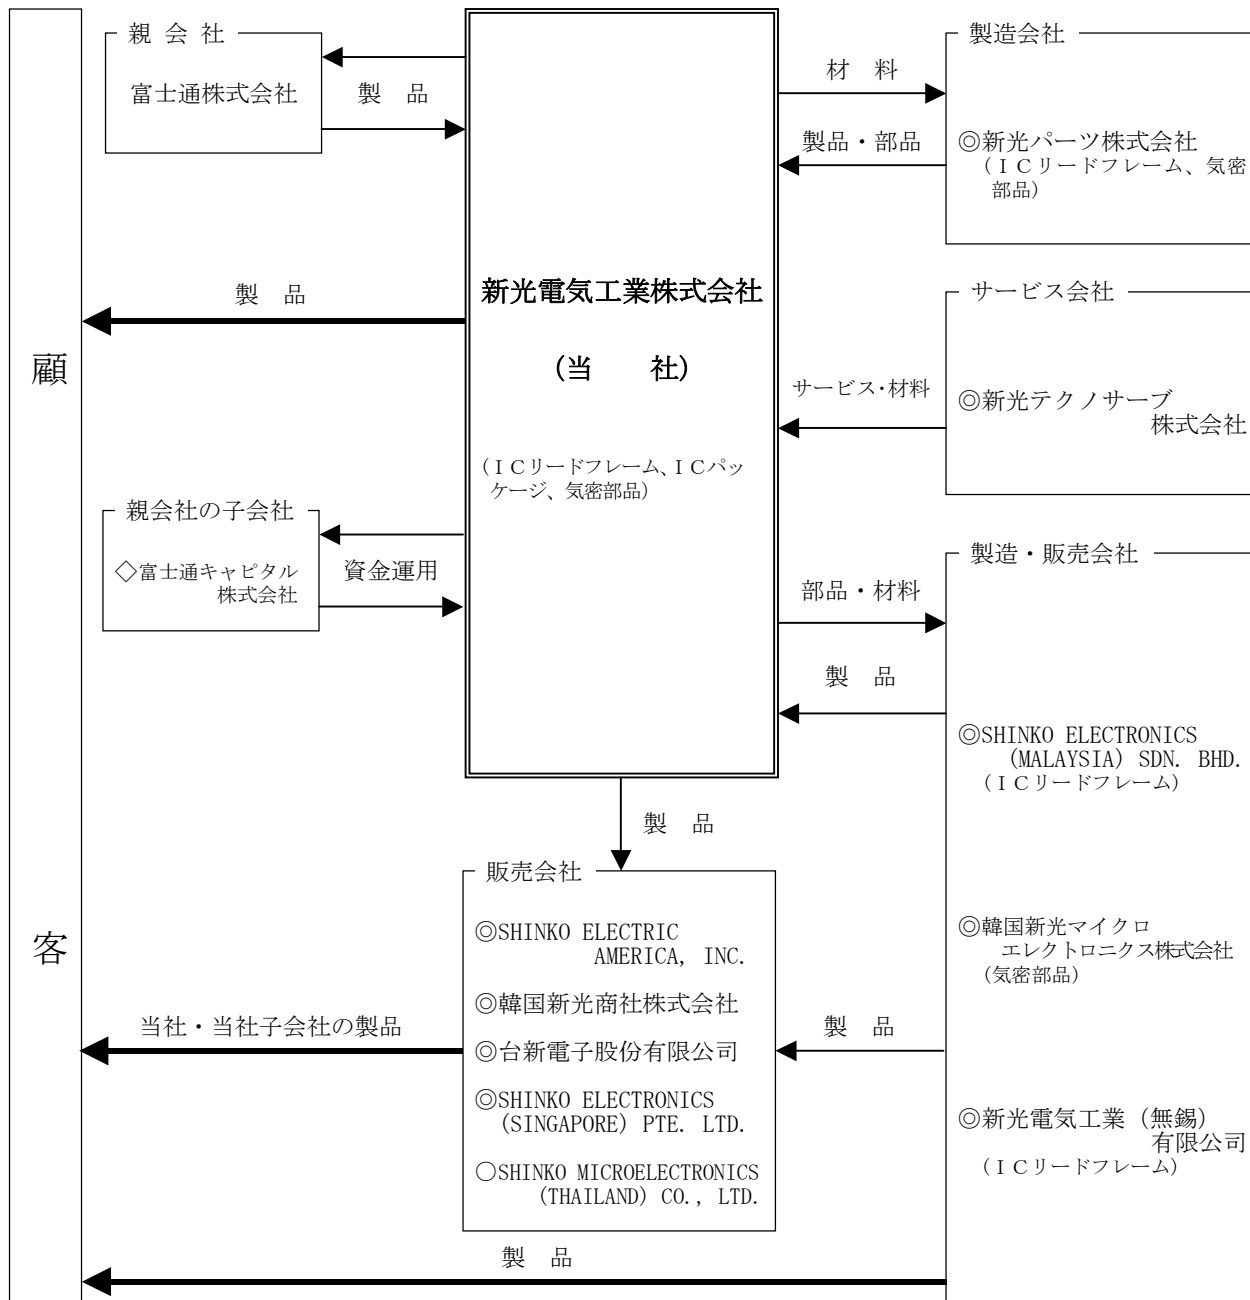 親 会 社
富士通株式会社
製 品
新光電気工業株式会社
(当 社)
(ICリードフレーム、ICパッ
ケージ、気密部品)
材 料
製品・部品
製造会社
◎新光パーツ株式会社
(ICリードフレーム、気密
部品)
製 品
サービス会社
サービス・材料
◎新光テクノサーブ
株式会社
顧
客
親会社の子会社
◇富士通キャピタル
株式会社
資金運用
製造・販売会社
部品・材料
製 品
◎SHINKO ELECTRONICS
(MALAYSIA) SDN. BHD.
(ICリードフレーム)
◎韓国新光マイクロ
エレクトロニクス株式会社
(気密部品)
◎新光電気工業(無錫)
有限公司
(ICリードフレーム)
製 品
販売会社
◎SHINKO ELECTRIC
AMERICA, INC.
◎韓国新光商社株式会社
◎台新電子股份有限公司
◎SHINKO ELECTRONICS
(SINGAPORE) PTE. LTD.
○SHINKO MICROELECTRONICS
(THAILAND) CO., LTD.
当社・当社子会社の製品
製 品
製 品